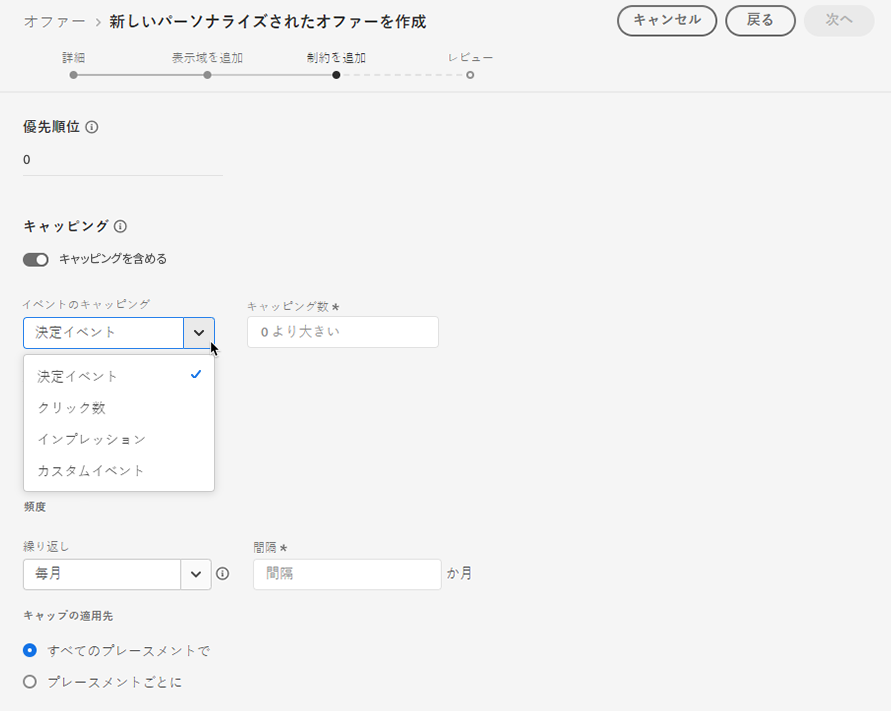 オファー > 新しいパーソナライズされたオファーを作成
キャンセル
戻る
次へ
詳細
表示域を追加
制約を追加
レビュー
優先順位
0
キャッピング
キャッピングを含める
イベントのキャッピング
キャッピング数 *
決定イベント
0 より大きい
決定イベント
クリック数
インプレッション
カスタムイベント
頻度
繰り返し
間隔 *
毎月
間隔
か月
キャップの適用先
すべてのプレースメントで
プレースメントごとに